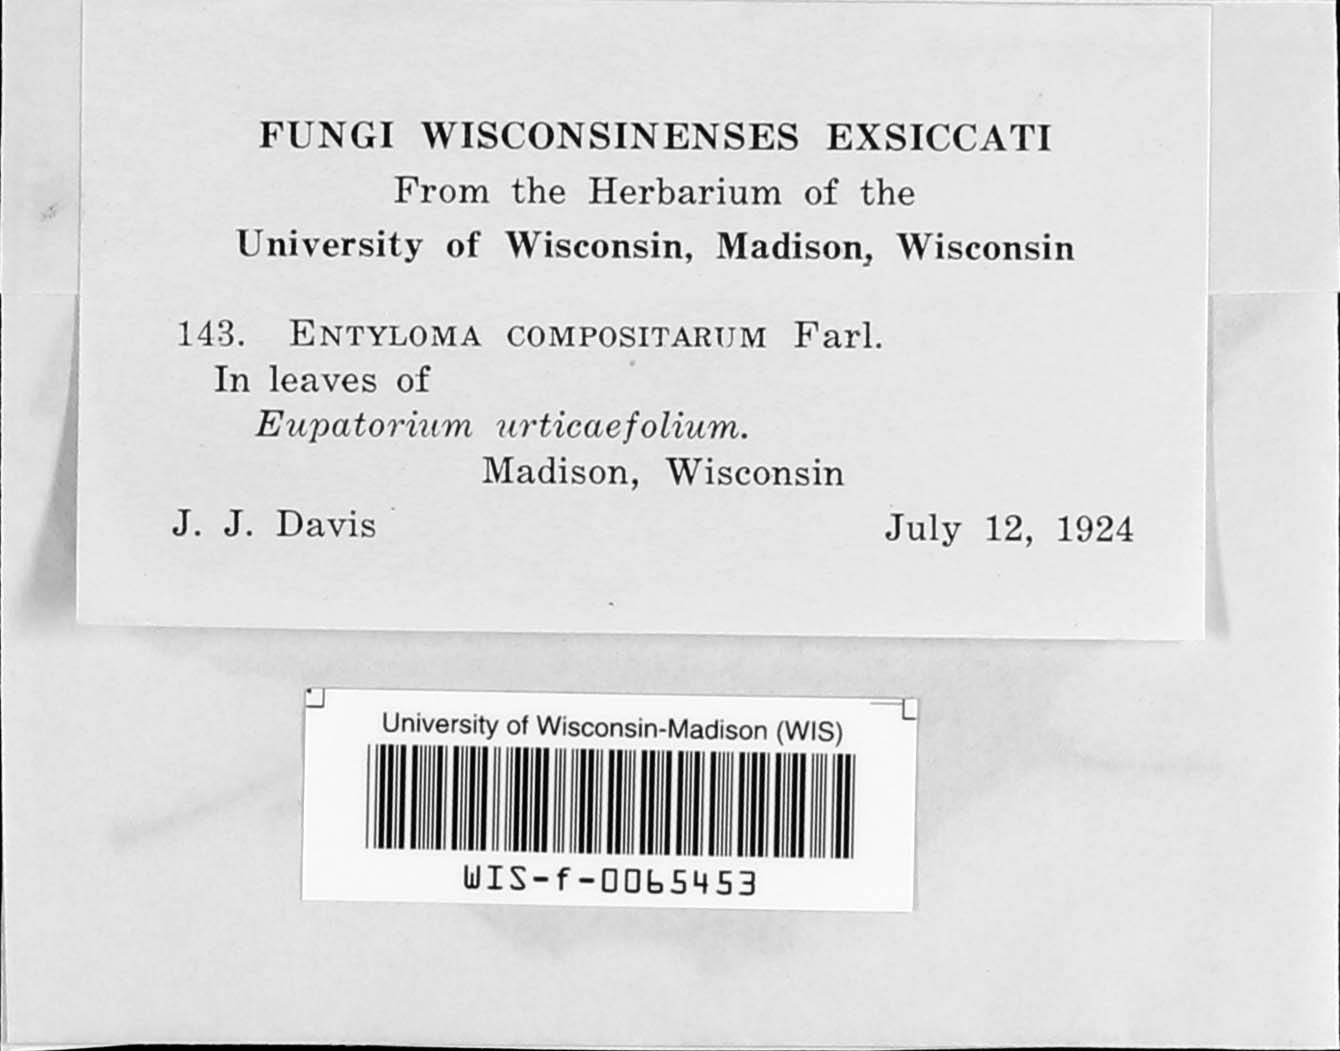 FUNGI WISCONSINENSES EXSICCATI
From the Herbarium of the
University of Wisconsin, Madison, Wisconsin
143. ENTYLOMA COMPOSITARUM Farl.
In leaves of
Eupatorium urticaefolium.
Madison, Wisconsin
J. J. Davis July 12, 1924
University of Wisconsin-Madison (WIS)
WIS-f-0065453